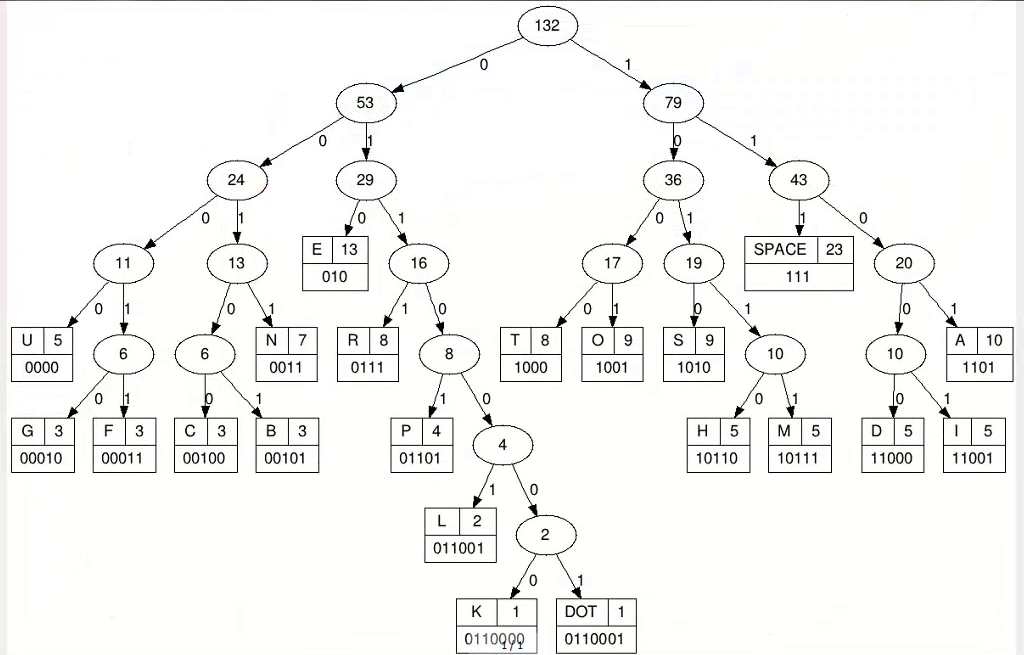 132
0 1
53 79
0 1 0 1
24 29 36 43
0 1 0 1 0 1 1 0
11 13 E 13 16 17 19 SPACE 23 20
010 111
0 1 0 1 1 0 0 1 0 1 0 1
U 5 6 6 N 7 R 8 8 T 8 O 9 S 9 10 10 A 10
0000 0011 0111 1000 1001 1010 1101
0 1 0 1 1 0 0 1 0 1
G 3 F 3 C 3 B 3 P 4 4 H 5 M 5 D 5 I 5
00010 00011 00100 00101 01101 10110 10111 11000 11001
1 0
L 2 2
011001
0 1
K 1 DOT 1
0110000 0110001
1/1